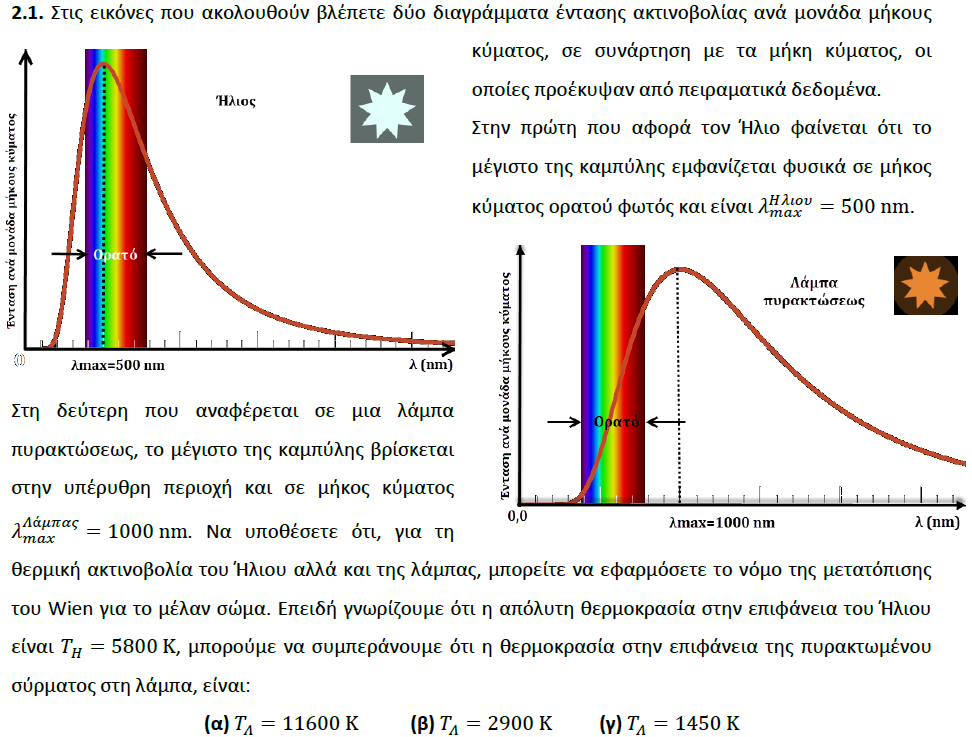 2.1. Στις εικόνες που ακολουθούν βλέπετε δύο διαγράμματα έντασης ακτινοβολίας ανά μονάδα μήκους
κύματος, σε συνάρτηση με τα μήκη κύματος, οι
οποίες προέκυψαν από πειραματικά δεδομένα.
Στην πρώτη που αφορά τον Ήλιο φαίνεται ότι το
μέγιστο της καμπύλης εμφανίζεται φυσικά σε μήκος
κύματος ορατού φωτός και είναι λ_{max}^{Ηλιου} = 500 nm.
Ένταση ανά μονάδα μήκους κύματος
Ήλιος
Ορατό
(0)
λmax=500 nm
λ (nm)
Ένταση ανά μονάδα μήκους κύματος
Λάμπα
πυρακτώσεως
Ορατό
0,0
λmax=1000 nm
λ (nm)
Στη δεύτερη που αναφέρεται σε μια λάμπα
πυρακτώσεως, το μέγιστο της καμπύλης βρίσκεται
στην υπέρυθρη περιοχή και σε μήκος κύματος
λ_{max}^{Λάμπας} = 1000 nm. Να υποθέσετε ότι, για τη
θερμική ακτινοβολία του Ήλιου αλλά και της λάμπας, μπορείτε να εφαρμόσετε το νόμο της μετατόπισης
του Wien για το μέλαν σώμα. Επειδή γνωρίζουμε ότι η απόλυτη θερμοκρασία στην επιφάνεια του Ήλιου
είναι T_H = 5800 K, μπορούμε να συμπεράνουμε ότι η θερμοκρασία στην επιφάνεια της πυρακτωμένου
σύρματος στη λάμπα, είναι:
(α) T_Λ = 11600 K (β) T_Λ = 2900 K (γ) T_Λ = 1450 K